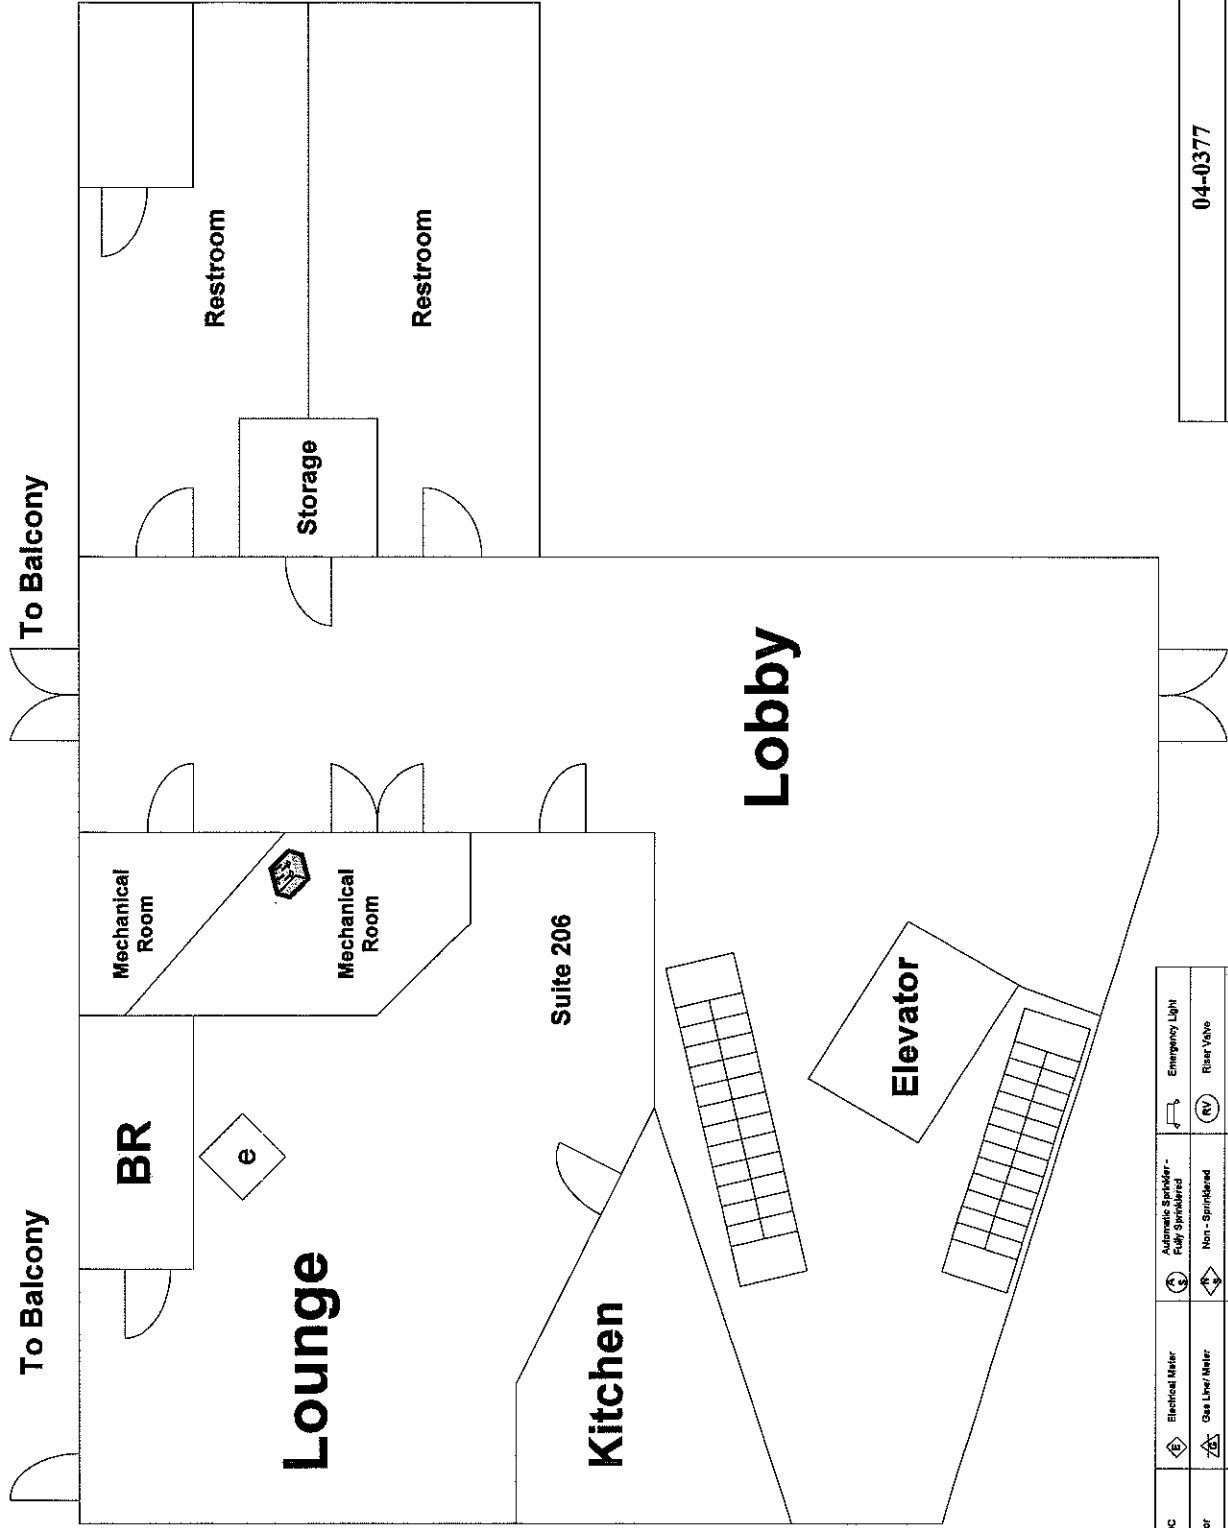 To Balcony
To Balcony
BR
e
Lounge
Mechanical
Room
Mechanical
Room
Suite 206
Kitchen
Storage
Restroom
Restroom
Lobby
Elevator
E
Electrical Meter
A
S
Automatic Sprinkler -
Fully Sprinklered
Emergency Light
G
Gas Line/ Meter
N
S
Non - Sprinklered
RV
Riser Valve
04-0377